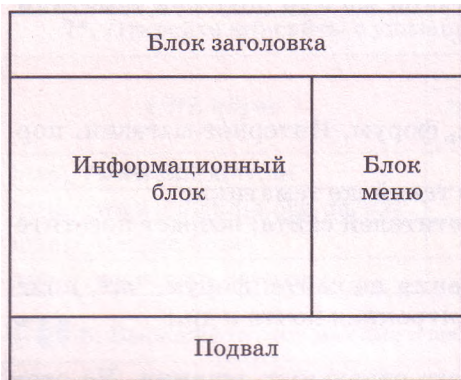 Блок заголовка
Информационный
блок
Блок
меню
Подвал